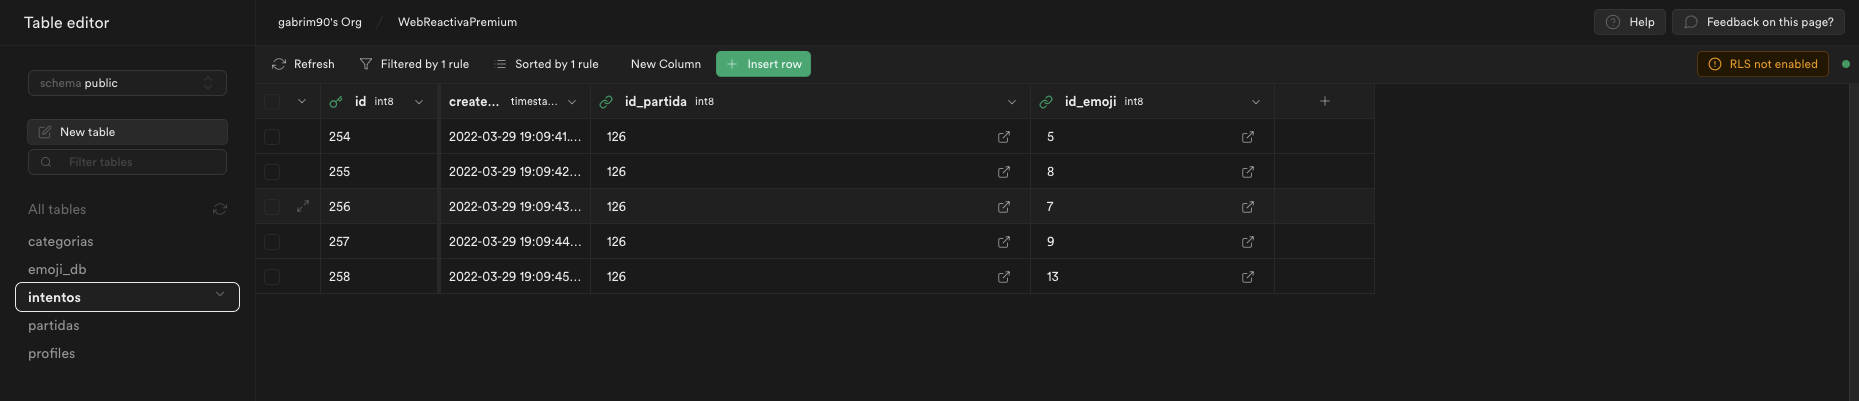 Table editor
gabrim90's Org / WebReactivaPremium
Help
Feedback on this page?
schema public
Refresh Filtered by 1 rule Sorted by 1 rule New Column Insert row
RLS not enabled
New table
Filter tables
All tables
categorias
emoji_db
intentos
partidas
profiles
id int8 create... timesta... id_partida int8 id_emoji int8
254 2022-03-29 19:09:41.... 126 5
255 2022-03-29 19:09:42... 126 8
256 2022-03-29 19:09:43... 126 7
257 2022-03-29 19:09:44... 126 9
258 2022-03-29 19:09:45... 126 13